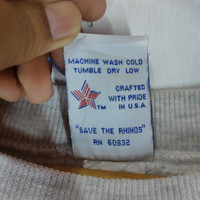 MACHINE WASH COLD
TUMBLE DRY LOW
CRAFTED
WITH PRIDE
IN U.S.A.
TM
"SAVE THE RHINOS"
RN 60832